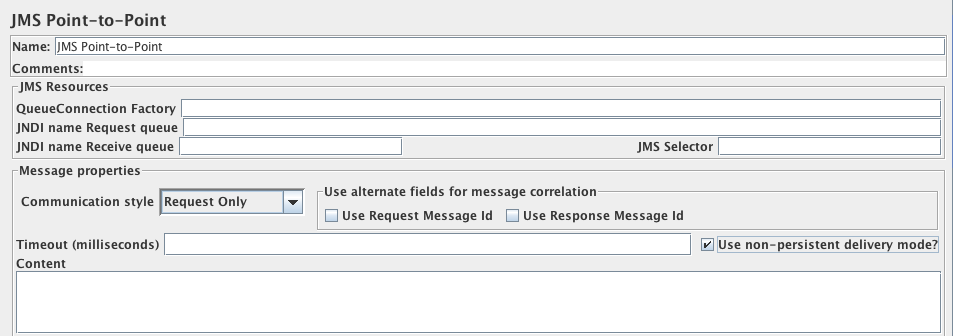 JMS Point-to-Point
Name: JMS Point-to-Point
Comments:
JMS Resources
QueueConnection Factory
JNDI name Request queue
JNDI name Receive queue JMS Selector
Message properties
Use alternate fields for message correlation
Communication style Request Only
Use Request Message Id Use Response Message Id
Timeout (milliseconds) Use non-persistent delivery mode?
Content